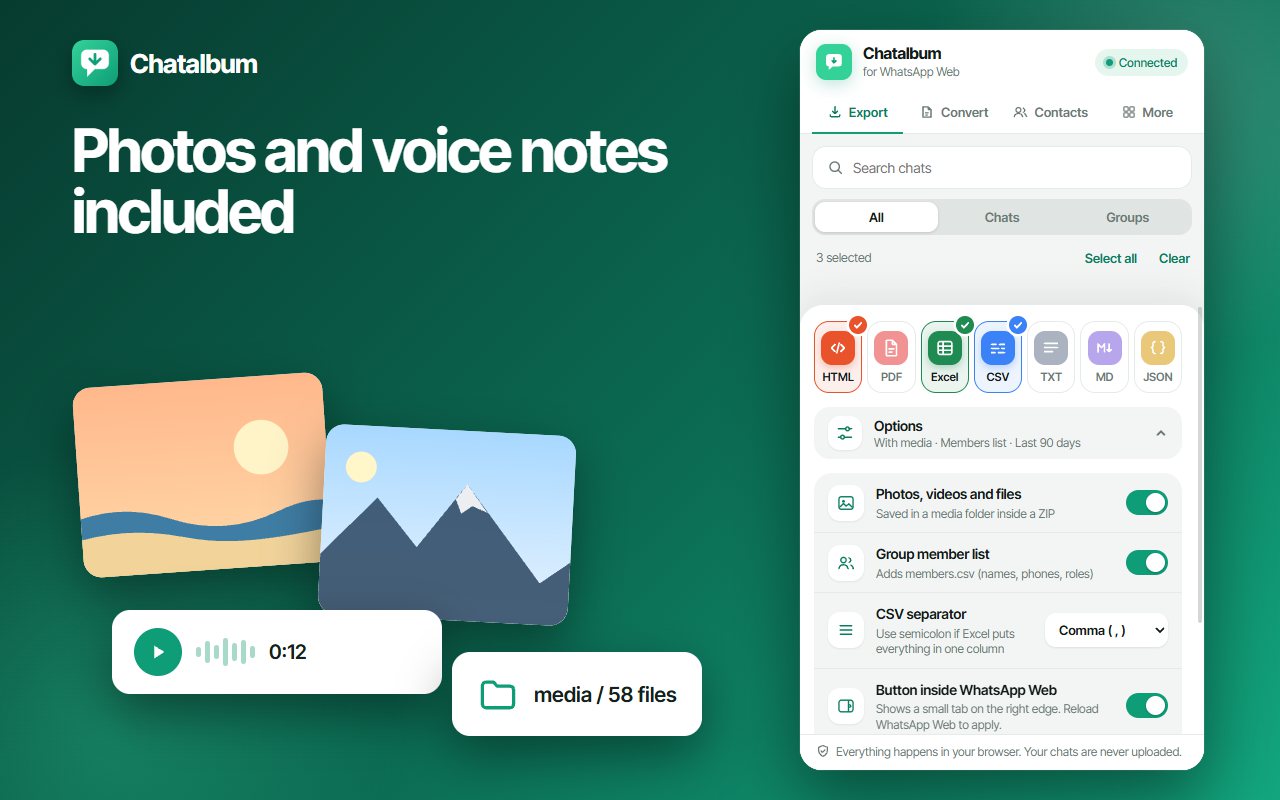 Chatalbum
Photos and voice notes
included
0:12
media / 58 files
Chatalbum
for WhatsApp Web
Connected
Export
Convert
Contacts
More
Search chats
All
Chats
Groups
3 selected
Select all
Clear
HTML
PDF
Excel
CSV
TXT
M↓
MD
JSON
Options
With media · Members list · Last 90 days
Photos, videos and files
Saved in a media folder inside a ZIP
Group member list
Adds members.csv (names, phones, roles)
CSV separator
Use semicolon if Excel puts
everything in one column
Comma ( , )
Button inside WhatsApp Web
Shows a small tab on the right edge. Reload
WhatsApp Web to apply.
Everything happens in your browser. Your chats are never uploaded.